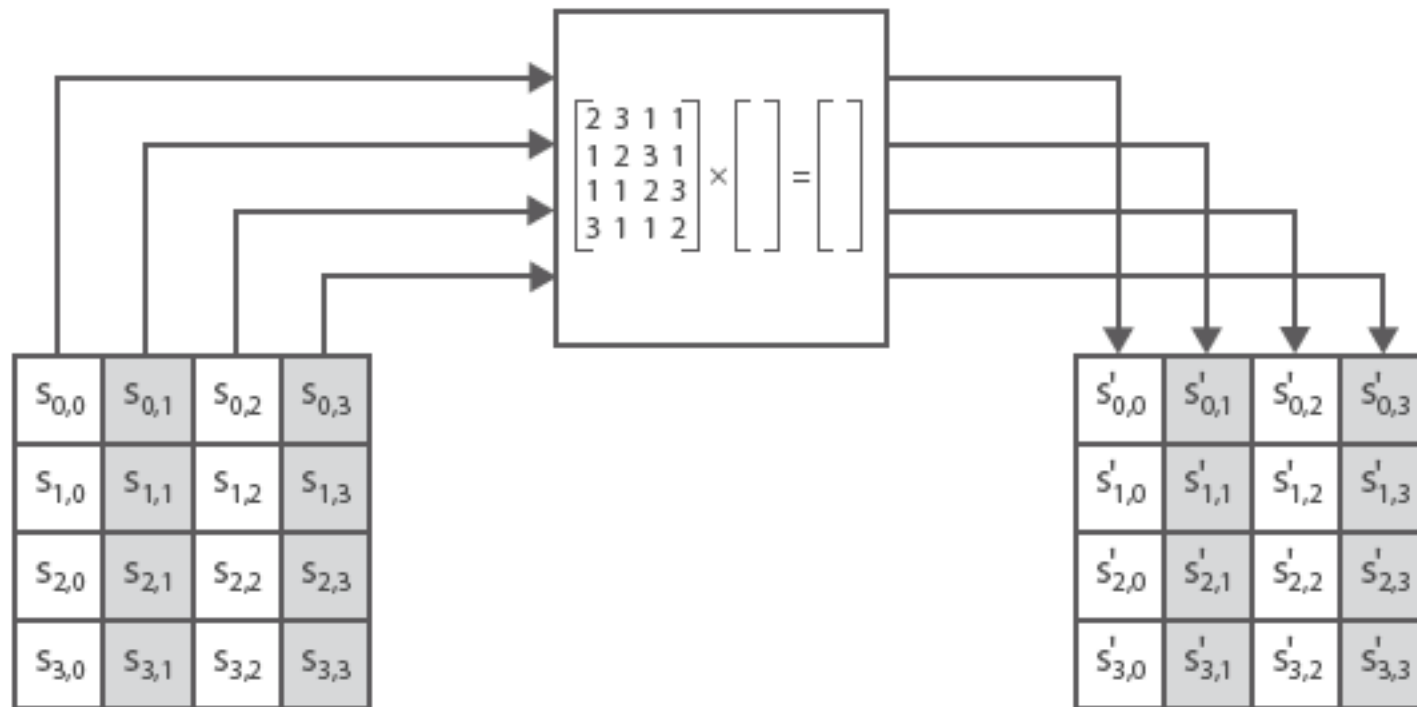 2 3 1 1
1 2 3 1
1 1 2 3
3 1 1 2
× =
S0,0 S0,1 S0,2 S0,3
S1,0 S1,1 S1,2 S1,3
S2,0 S2,1 S2,2 S2,3
S3,0 S3,1 S3,2 S3,3
S'0,0 S'0,1 S'0,2 S'0,3
S'1,0 S'1,1 S'1,2 S'1,3
S'2,0 S'2,1 S'2,2 S'2,3
S'3,0 S'3,1 S'3,2 S'3,3